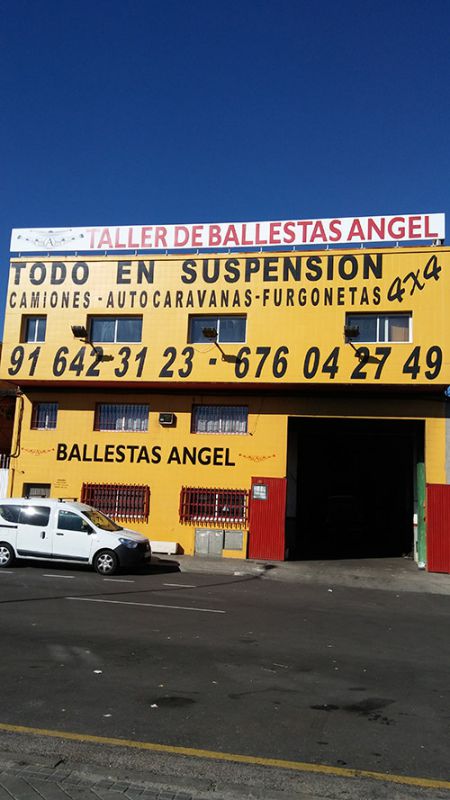 TALLER DE BALLESTAS ANGEL
TODO EN SUSPENSION
CAMIONES - AUTOCARAVANAS - FURGONETAS 4x4
91 642 31 23 - 676 04 27 49
BALLESTAS ANGEL